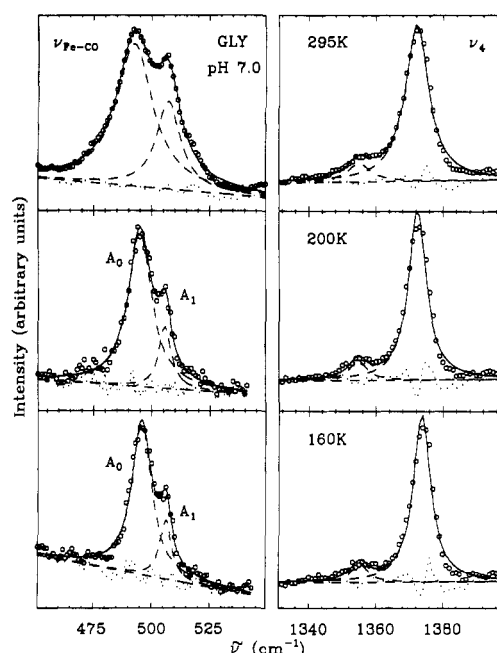 ν_Fe-CO GLY
pH 7.0
295K ν₄
A₀
A₁
200K
A₀
A₁
160K
Intensity (arbitrary units)
475 500 525
1340 1360 1380
ν̃ (cm⁻¹)